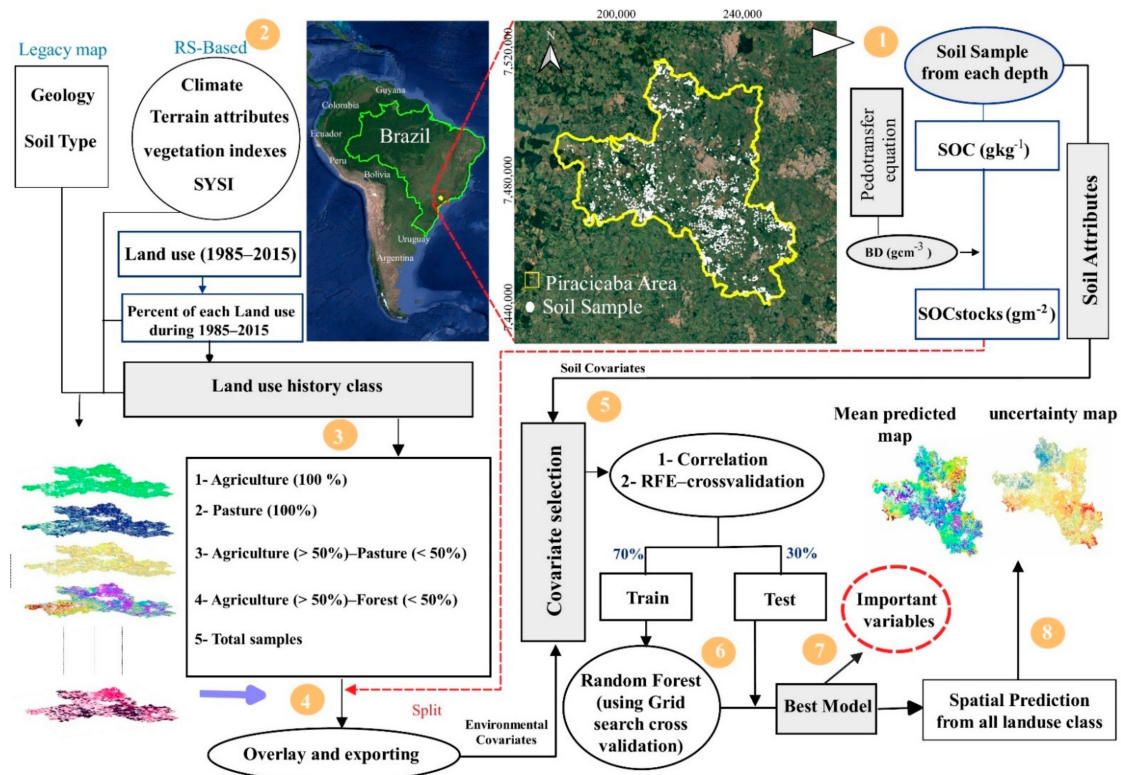 Legacy map
Geology
Soil Type
RS-Based
2
Climate
Terrain attributes
vegetation indexes
SYSI
Land use (1985–2015)
Percent of each Land use
during 1985–2015
Land use history class
Guyana
Colombia
Ecuador
Brazil
Peru
Bolivia
Uruguay
Argentina
200,000
240,000
7,520,000
7,480,000
7,440,000
N
Piracicaba Area
Soil Sample
1
Soil Sample
from each depth
Pedotransfer
equation
SOC (gkg⁻¹)
BD (gcm⁻³)
SOCstocks (gm⁻²)
Soil Attributes
Soil Covariates
3
1- Agriculture (100 %)
2- Pasture (100%)
3- Agriculture (> 50%)–Pasture (< 50%)
4- Agriculture (> 50%)–Forest (< 50%)
5- Total samples
4
Split
Overlay and exporting
Environmental
Covariates
5
Covariate selection
1- Correlation
2- RFE–crossvalidation
70%
30%
Train
Test
6
Random Forest
(using Grid
search cross
validation)
7
Best Model
Important
variables
8
Spatial Prediction
from all landuse class
Mean predicted
map
uncertainty map